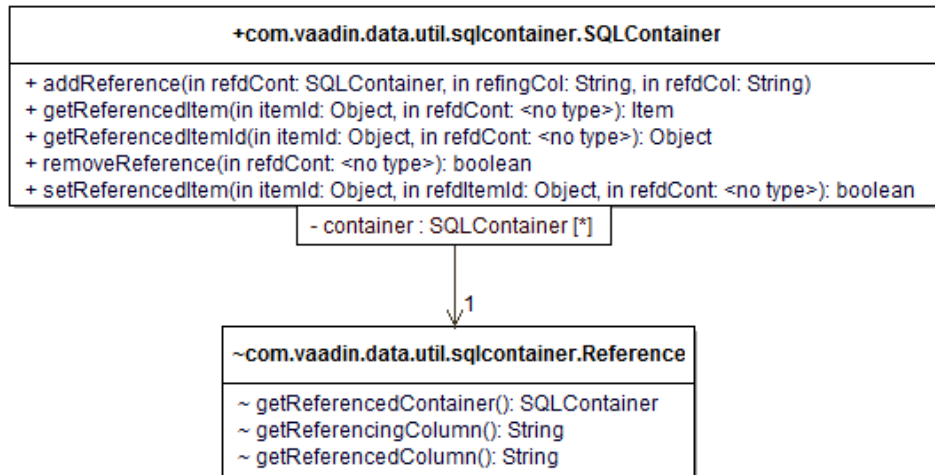 +com.vaadin.data.util.sqlcontainer.SQLContainer
+ addReference(in refdCont: SQLContainer, in refingCol: String, in refdCol: String)
+ getReferencedItem(in itemId: Object, in refdCont: <no type>): Item
+ getReferencedItemId(in itemId: Object, in refdCont: <no type>): Object
+ removeReference(in refdCont: <no type>): boolean
+ setReferencedItem(in itemId: Object, in refdItemId: Object, in refdCont: <no type>): boolean
- container : SQLContainer [*]
1
~com.vaadin.data.util.sqlcontainer.Reference
~ getReferencedContainer(): SQLContainer
~ getReferencingColumn(): String
~ getReferencedColumn(): String